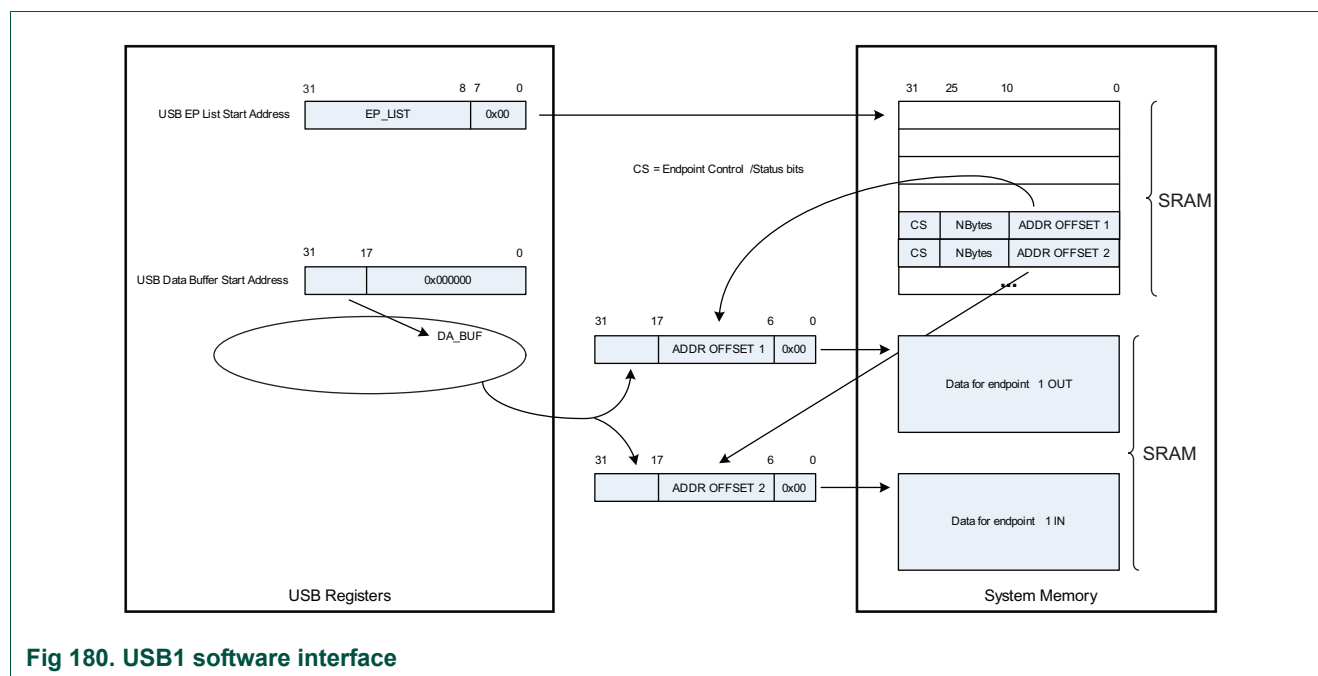 31 8 7 0
USB EP List Start Address EP_LIST 0x00
31 25 10 0
CS = Endpoint Control /Status bits
SRAM
CS NBytes ADDR OFFSET 1
CS NBytes ADDR OFFSET 2
...
31 17 0
USB Data Buffer Start Address 0x000000
DA_BUF
31 17 6 0
ADDR OFFSET 1 0x00
Data for endpoint 1 OUT
SRAM
31 17 6 0
ADDR OFFSET 2 0x00
Data for endpoint 1 IN
USB Registers
System Memory
Fig 180. USB1 software interface